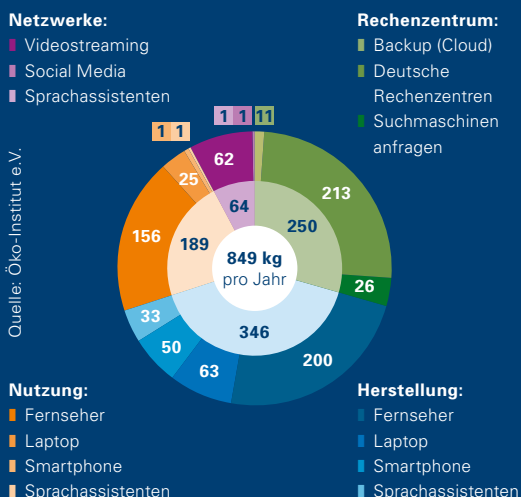 Netzwerke:
Videostreaming
Social Media
Sprachassistenten
Rechenzentrum:
Backup (Cloud)
Deutsche
Rechenzentren
Suchmaschinen
anfragen
1 1
1 1 11
62
25
213
64
250
156
189
849 kg
pro Jahr
26
33
346
50
200
63
Quelle: Öko-Institut e.V.
Nutzung:
Fernseher
Laptop
Smartphone
Sprachassistenten
Herstellung:
Fernseher
Laptop
Smartphone
Sprachassistenten